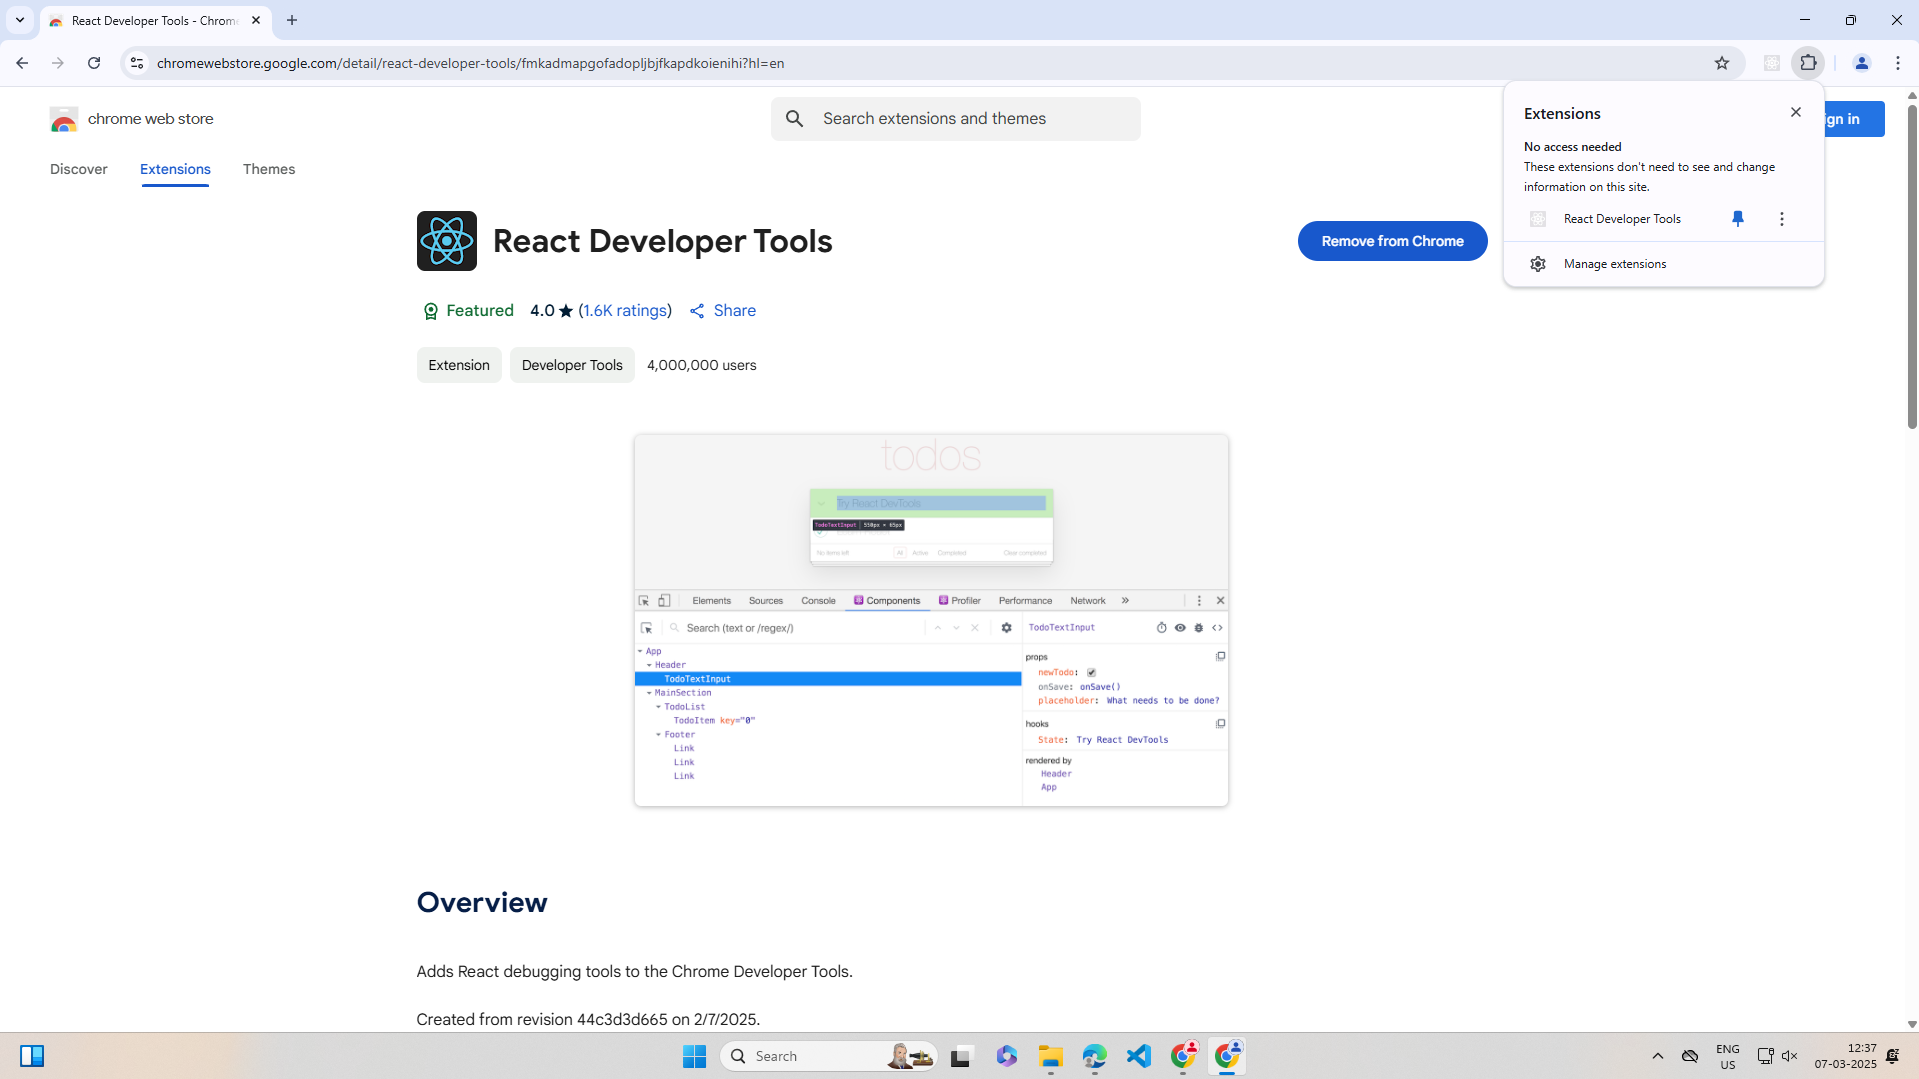 React Developer Tools - Chrome
chromewebstore.google.com/detail/react-developer-tools/fmkadmapgofadopljbjfkapdkoienihi?hl=en
chrome web store
Search extensions and themes
gn in
Discover
Extensions
Themes
Extensions
No access needed
These extensions don't need to see and change
information on this site.
React Developer Tools
Manage extensions
React Developer Tools
Remove from Chrome
Featured
4.0 ★ (1.6K ratings)
Share
Extension
Developer Tools
4,000,000 users
todos
Try React DevTools
TodoTextInput | 550px × 65px
No items left
All
Active
Completed
Clear completed
Elements
Sources
Console
Components
Profiler
Performance
Network
Search (text or /regex/)
TodoTextInput
App
Header
TodoTextInput
MainSection
TodoList
TodoItem key="0"
Footer
Link
Link
Link
props
newTodo:
onSave: onSave()
placeholder: What needs to be done?
hooks
State: Try React DevTools
rendered by
Header
App
Overview
Adds React debugging tools to the Chrome Developer Tools.
Created from revision 44c3d3d665 on 2/7/2025.
Search
ENG
US
12:37
07-03-2025